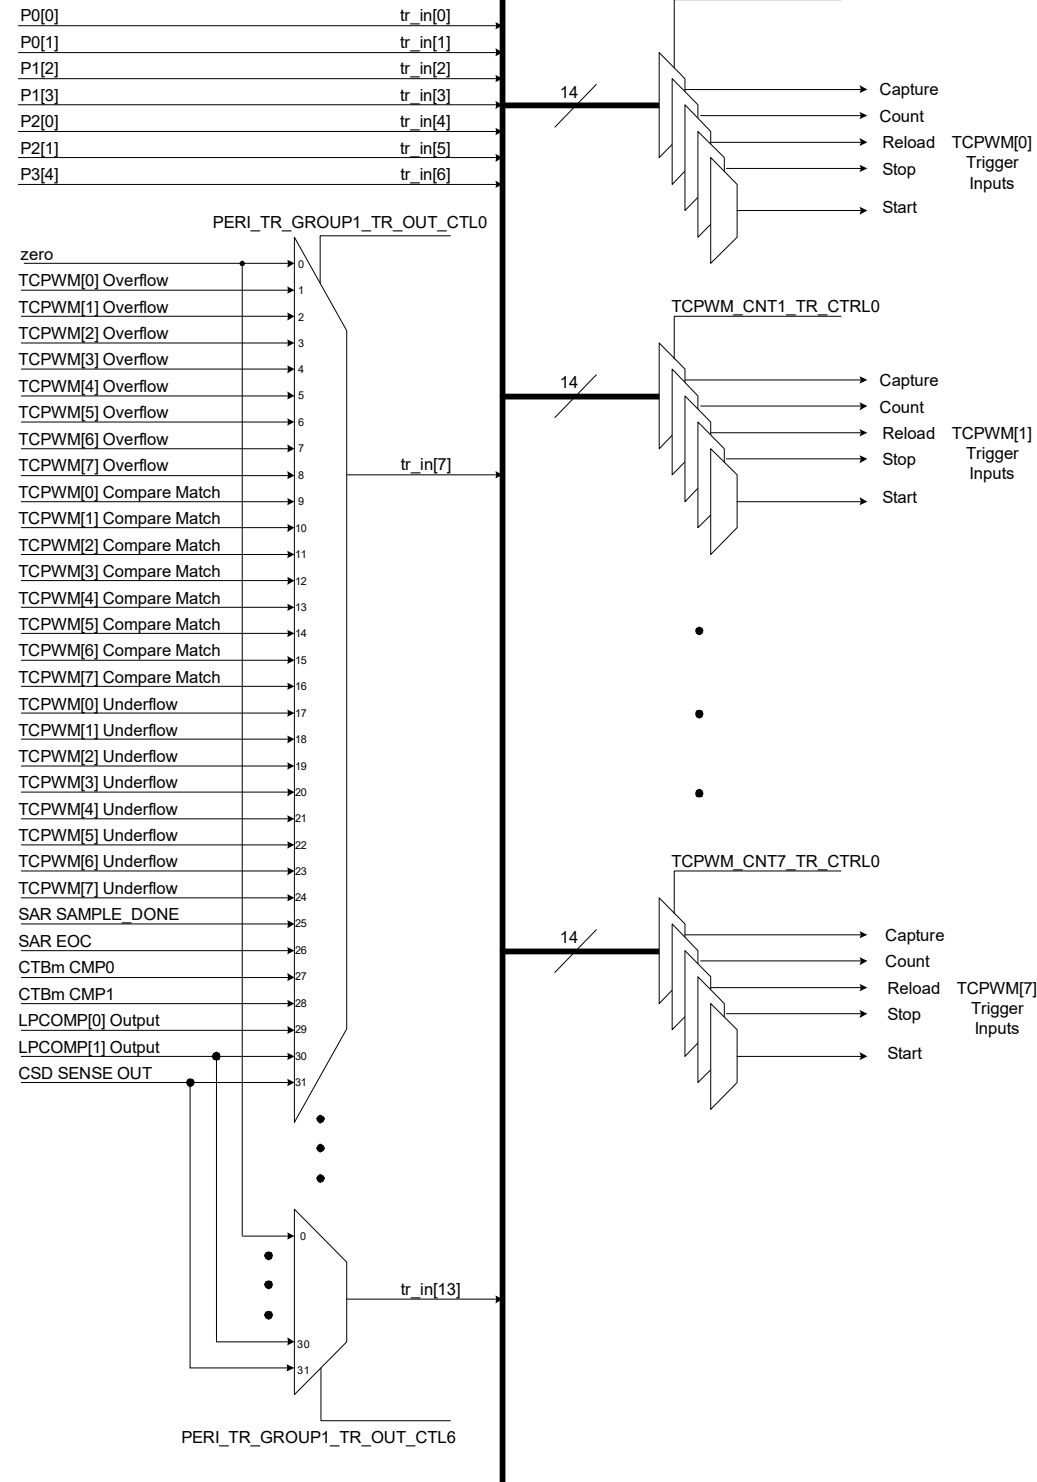 P0[0] tr_in[0]
P0[1] tr_in[1]
P1[2] tr_in[2]
P1[3] tr_in[3]
P2[0] tr_in[4]
P2[1] tr_in[5]
P3[4] tr_in[6]
PERI_TR_GROUP1_TR_OUT_CTL0
zero 0
TCPWM[0] Overflow 1
TCPWM[1] Overflow 2
TCPWM[2] Overflow 3
TCPWM[3] Overflow 4
TCPWM[4] Overflow 5
TCPWM[5] Overflow 6
TCPWM[6] Overflow 7
TCPWM[7] Overflow 8
TCPWM[0] Compare Match 9
TCPWM[1] Compare Match 10
TCPWM[2] Compare Match 11
TCPWM[3] Compare Match 12
TCPWM[4] Compare Match 13
TCPWM[5] Compare Match 14
TCPWM[6] Compare Match 15
TCPWM[7] Compare Match 16
TCPWM[0] Underflow 17
TCPWM[1] Underflow 18
TCPWM[2] Underflow 19
TCPWM[3] Underflow 20
TCPWM[4] Underflow 21
TCPWM[5] Underflow 22
TCPWM[6] Underflow 23
TCPWM[7] Underflow 24
SAR SAMPLE_DONE 25
SAR EOC 26
CTBm CMP0 27
CTBm CMP1 28
LPCOMP[0] Output 29
LPCOMP[1] Output 30
CSD SENSE OUT 31
tr_in[7]
0
30
31
tr_in[13]
PERI_TR_GROUP1_TR_OUT_CTL6
14
Capture
Count
Reload
Stop
Start
TCPWM[0]
Trigger
Inputs
TCPWM_CNT1_TR_CTRL0
14
Capture
Count
Reload
Stop
Start
TCPWM[1]
Trigger
Inputs
TCPWM_CNT7_TR_CTRL0
14
Capture
Count
Reload
Stop
Start
TCPWM[7]
Trigger
Inputs